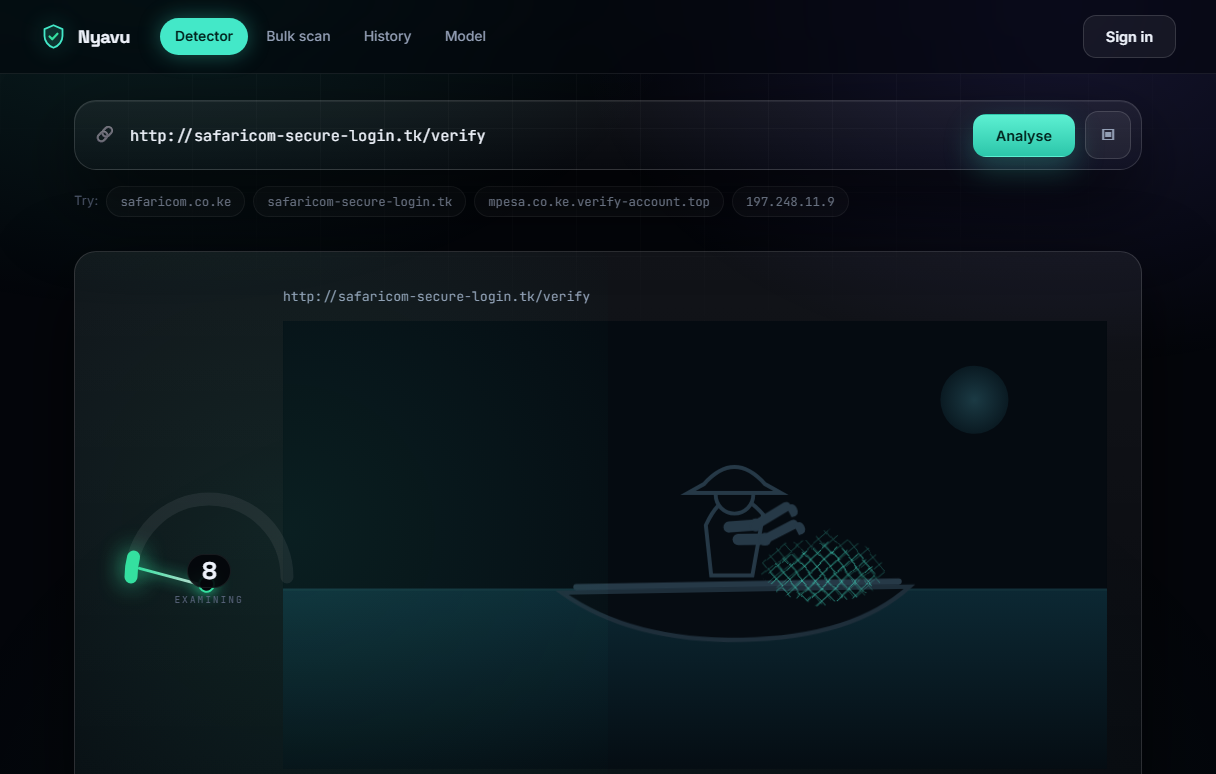 Nyavu
Detector
Bulk scan
History
Model
Sign in
http://safaricom-secure-login.tk/verify
Analyse
Try:
safaricom.co.ke
safaricom-secure-login.tk
mpesa.co.ke.verify-account.top
197.248.11.9
http://safaricom-secure-login.tk/verify
8
EXAMINING